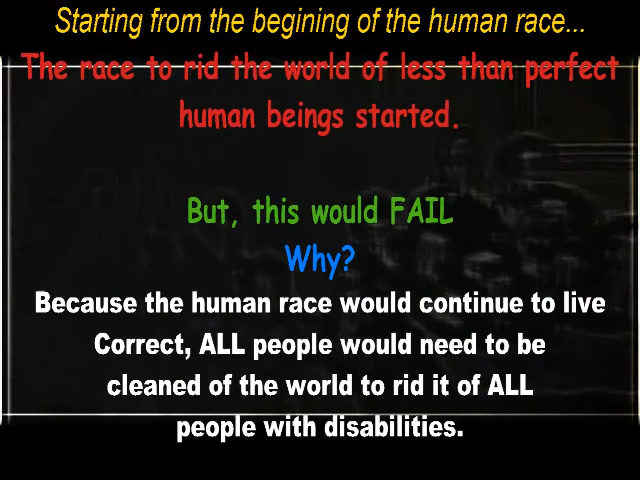 Starting from the begining of the human race...
The race to rid the world of less than perfect
human beings started.
But, this would FAIL
Why?
Because the human race would continue to live
Correct, ALL people would need to be
cleaned of the world to rid it of ALL
people with disabilities.